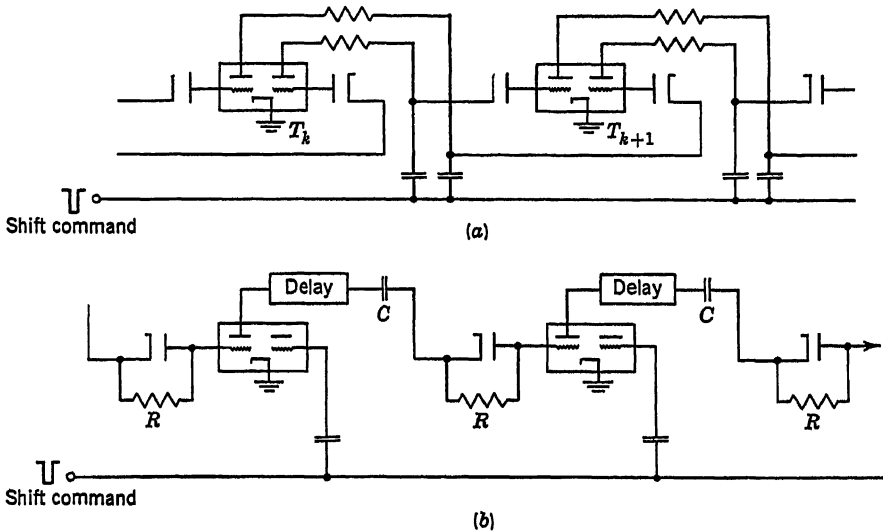 T_k
T_{k+1}
Shift command
(a)
Delay
C
Delay
C
R
R
R
Shift command
(b)